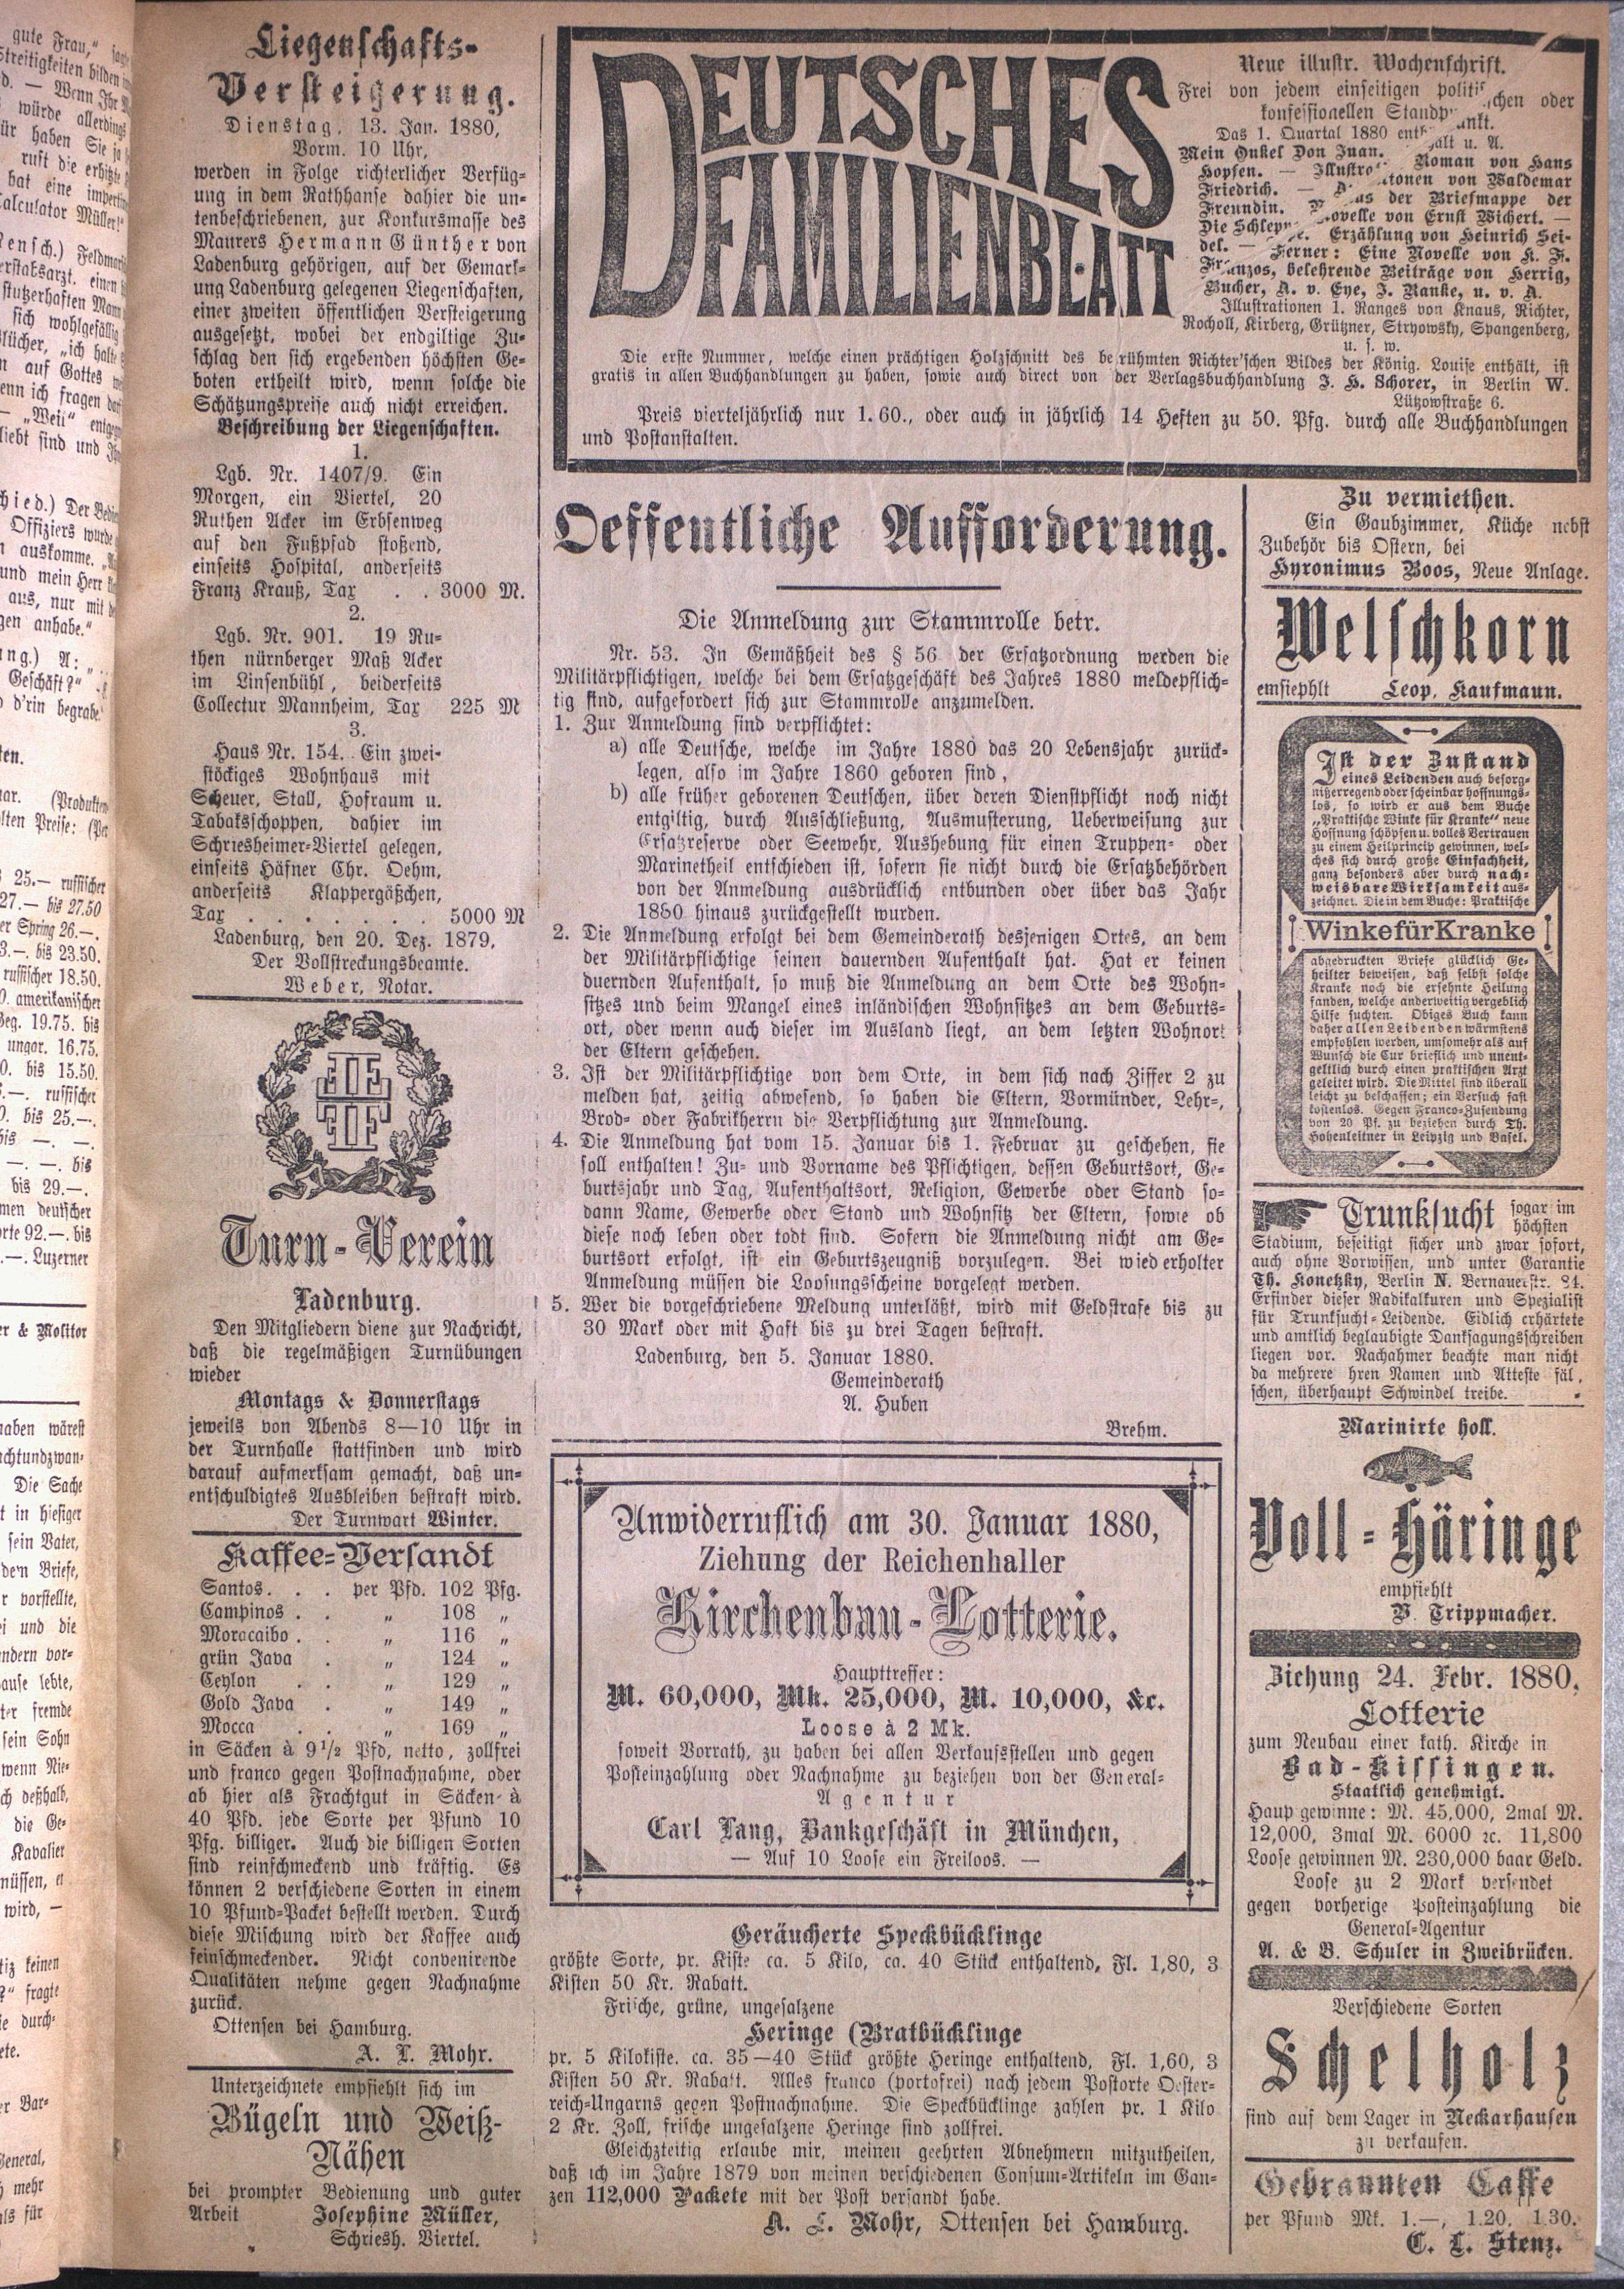 Liegenschafts-
Versteigerung.
Dienstag, 13. Jan. 1880,
Vorm. 10 Uhr,
werden in Folge richterlicher Verfüg-
ung in dem Rathhause dahier die un-
tenbeschriebenen, zur Konkursmasse des
Maurers Hermann Günther von
Ladenburg gehörigen, auf der Gemark-
ung Ladenburg gelegenen Liegenschaften,
einer zweiten öffentlichen Versteigerung
ausgesetzt, wobei der endgiltige Zu-
schlag den sich ergebenden höchsten Ge-
boten ertheilt wird, wenn solche die
Schätzungspreise auch nicht erreichen.
Beschreibung der Liegenschaften.
1.
Lgb. Nr. 1407/9. Ein
Morgen, ein Viertel, 20
Ruthen Acker im Erbsenweg
auf den Fußpfad stoßend,
einseits Hospital, anderseits
Franz Krauß, Tax . . 3000 M.
2.
Lgb. Nr. 901. 19 Ru-
then nürnberger Maß Acker
im Linsenbühl, beiderseits
Collectur Mannheim, Tax 225 M
3.
Haus Nr. 154. Ein zwei-
stöckiges Wohnhaus mit
Scheuer, Stall, Hofraum u.
Tabaksschoppen, dahier im
Schriesheimer-Viertel gelegen,
einseits Häfner Chr. Oehm,
anderseits Klappergäßchen,
Tax . . . . . . . 5000 M
Ladenburg, den 20. Dez. 1879.
Der Vollstreckungsbeamte.
Weber, Notar.
Turn-Verein
Ladenburg.
Den Mitgliedern diene zur Nachricht,
daß die regelmäßigen Turnübungen
wieder
Montags & Donnerstags
jeweils von Abends 8—10 Uhr in
der Turnhalle stattfinden und wird
darauf aufmerksam gemacht, daß un-
entschuldigtes Ausbleiben bestraft wird.
Der Turnwart Winter.
Kaffee-Versandt
Santos. . . per Pfd. 102 Pfg.
Campinos . . „ 108 „
Moracaibo . . „ 116 „
grün Java . „ 124 „
Ceylon . . „ 129 „
Gold Java . „ 149 „
Mocca . . „ 169 „
in Säcken à 9 1/2 Pfd, netto, zollfrei
und franco gegen Postnachnahme, oder
ab hier als Frachtgut in Säcken à
40 Pfd. jede Sorte per Pfund 10
Pfg. billiger. Auch die billigen Sorten
sind reinschmeckend und kräftig. Es
können 2 verschiedene Sorten in einem
10 Pfund-Packet bestellt werden. Durch
diese Mischung wird der Kaffee auch
feinschmeckender. Nicht convenirende
Qualitäten nehme gegen Nachnahme
zurück.
Ottensen bei Hamburg.
A. L. Mohr.
Unterzeichnete empfiehlt sich im
Bügeln und Weiß-
Nähen
bei prompter Bedienung und guter
Arbeit Josephine Müller,
Schriesh. Viertel.
DEUTSCHES
FAMILIENBLATT
Neue illustr. Wochenschrift.
Frei von jedem einseitigen politischen oder
konfessionellen Standpunkt.
Das 1. Quartal 1880 enthält u. A.
Mein Onkel Don Juan. Roman von Hans
Hopfen. — Illustra tionen von Waldemar
Friedrich. — Aus der Briefmappe der
Freundin. Novelle von Ernst Wichert. —
Die Schleppe. Erzählung von Heinrich Sei-
del. — Ferner: Eine Novelle von K. F.
Franzos, belehrende Beiträge von Herrig,
Bucher, A. v. Eye, J. Ranke, u. v. A.
Illustrationen 1. Ranges von Knaus, Richter,
Rocholl, Kirberg, Grützner, Stryowsky, Spangenberg,
u. s. w.
Die erste Nummer, welche einen prächtigen Holzschnitt des berühmten Richter'schen Bildes der König. Louise enthält, ist
gratis in allen Buchhandlungen zu haben, sowie auch direct von der Verlagsbuchhandlung J. H. Schorer, in Berlin W.
Lützowstraße 6.
Preis vierteljährlich nur 1.60., oder auch in jährlich 14 Heften zu 50. Pfg. durch alle Buchhandlungen
und Postanstalten.
Oeffentliche Aufforderung.
Die Anmeldung zur Stammrolle betr.
Nr. 53. In Gemäßheit des § 56 der Ersatzordnung werden die
Militärpflichtigen, welche bei dem Ersatzgeschäft des Jahres 1880 meldepflich-
tig sind, aufgefordert sich zur Stammrolle anzumelden.
1. Zur Anmeldung sind verpflichtet:
a) alle Deutsche, welche im Jahre 1880 das 20 Lebensjahr zurück-
legen, also im Jahre 1860 geboren sind,
b) alle früher geborenen Deutschen, über deren Dienstpflicht noch nicht
entgiltig, durch Ausschließung, Ausmusterung, Ueberweisung zur
Ersatzreserve oder Seewehr, Aushebung für einen Truppen- oder
Marinetheil entschieden ist, sofern sie nicht durch die Ersatzbehörden
von der Anmeldung ausdrücklich entbunden oder über das Jahr
1880 hinaus zurückgestellt wurden.
2. Die Anmeldung erfolgt bei dem Gemeinderath desjenigen Ortes, an dem
der Militärpflichtige seinen dauernden Aufenthalt hat. Hat er keinen
duernden Aufenthalt, so muß die Anmeldung an dem Orte des Wohn-
sitzes und beim Mangel eines inländischen Wohnsitzes an dem Geburts-
ort, oder wenn auch dieser im Ausland liegt, an dem letzten Wohnort
der Eltern geschehen.
3. Ist der Militärpflichtige von dem Orte, in dem sich nach Ziffer 2 zu
melden hat, zeitig abwesend, so haben die Eltern, Vormünder, Lehr-,
Brod- oder Fabrikherrn die Verpflichtung zur Anmeldung.
4. Die Anmeldung hat vom 15. Januar bis 1. Februar zu geschehen, sie
soll enthalten! Zu- und Vorname des Pflichtigen, dessen Geburtsort, Ge-
burtsjahr und Tag, Aufenthaltsort, Religion, Gewerbe oder Stand so-
dann Name, Gewerbe oder Stand und Wohnsitz der Eltern, sowie ob
diese noch leben oder todt sind. Sofern die Anmeldung nicht am Ge-
burtsort erfolgt, ist ein Geburtszeugniß vorzulegen. Bei wiederholter
Anmeldung müssen die Loosungsscheine vorgelegt werden.
5. Wer die vorgeschriebene Meldung unterläßt, wird mit Geldstrafe bis zu
30 Mark oder mit Haft bis zu drei Tagen bestraft.
Ladenburg, den 5. Januar 1880.
Gemeinderath
A. Huben
Brehm.
Unwiderruflich am 30. Januar 1880,
Ziehung der Reichenhaller
Kirchenbau-Lotterie.
Haupttreffer:
M. 60,000, Mk. 25,000, M. 10,000, &c.
Loose à 2 Mk.
soweit Vorrath, zu haben bei allen Verkaufsstellen und gegen
Posteinzahlung oder Nachnahme zu beziehen von der General-
Agentur
Carl Lang, Bankgeschäft in München,
— Auf 10 Loose ein Freiloos. —
Geräucherte Speckbücklinge
größte Sorte, pr. Kiste ca. 5 Kilo, ca. 40 Stück enthaltend, Fl. 1,80, 3
Kisten 50 Kr. Rabatt.
Frische, grüne, ungesalzene
Heringe (Bratbücklinge
pr. 5 Kilokiste. ca. 35—40 Stück größte Heringe enthaltend, Fl. 1,60, 3
Kisten 50 Kr. Rabatt. Alles franco (portofrei) nach jedem Postorte Oester-
reich-Ungarns gegen Postnachnahme. Die Speckbücklinge zahlen pr. 1 Kilo
2 Kr. Zoll, frische ungesalzene Heringe sind zollfrei.
Gleichzteitig erlaube mir, meinen geehrten Abnehmern mitzutheilen,
daß ich im Jahre 1879 von meinen verschiedenen Consum-Artikeln im Gan-
zen 112,000 Packete mit der Post versandt habe.
A. L. Mohr, Ottensen bei Hamburg.
Zu vermiethen.
Ein Gaubzimmer, Küche nebst
Zubehör bis Ostern, bei
Hyronimus Boos, Neue Anlage.
Welschkorn
emfiephlt Leop. Kaufmann.
Ist der Zustand
eines Leidenden auch besorg-
nißerregend oder scheinbar hoffnungs-
los, so wird er aus dem Buche
„Praktische Winke für Kranke“ neue
Hoffnung schöpfen u. volles Vertrauen
zu einem Heilprincip gewinnen, wel-
ches sich durch große Einfachheit,
ganz besonders aber durch nach-
weisbare Wirksamkeit aus-
zeichnet. Die in dem Buche: Praktische
Winke für Kranke
abgedruckten Briefe glücklich Ge-
heilter beweisen, daß selbst solche
Kranke noch die ersehnte Heilung
fanden, welche anderweitig vergeblich
Hilfe suchten. Obiges Buch kann
daher allen Leidenden wärmstens
empfohlen werden, umsomehr als auf
Wunsch die Cur brieflich und unent-
geltlich durch einen praktischen Arzt
geleitet wird. Die Mittel sind überall
leicht zu beschaffen; ein Versuch fast
kostenlos. Gegen Franco-Zusendung
von 20 Pf. zu beziehen durch Th.
Hohenleitner in Leipzig und Basel.
Trunksucht sogar im
höchsten
Stadium, beseitigt sicher und zwar sofort,
auch ohne Vorwissen, und unter Garantie
Th. Konetzky, Berlin N. Bernauerstr. 84.
Erfinder dieser Radikalkuren und Spezialist
für Trunksucht-Leidende. Eidlich erhärtete
und amtlich beglaubigte Danksagungsschreiben
liegen vor. Nachahmer beachte man nicht
da mehrere ihren Namen und Atteste fäl.
schen, überhaupt Schwindel treibe.
Marinirte holl.
Voll-Häringe
empfiehlt
P. Trippmacher.
Ziehung 24. Febr. 1880.
Lotterie
zum Neubau einer kath. Kirche in
Bad-Kissingen.
Staatlich genehmigt.
Haup gewinne: M. 45,000, 2mal M.
12,000, 3mal M. 6000 ꝛc. 11,800
Loose gewinnen M. 230,000 baar Geld.
Loose zu 2 Mark versendet
gegen vorherige Posteinzahlung die
General-Agentur
A. & B. Schuler in Zweibrücken.
Verschiedene Sorten
Schelholz
sind auf dem Lager in Neckarhausen
zu verkaufen.
Gebrannten Caffe
per Pfund Mk. 1.—, 1.20, 1.30.
C. L. Stenz.